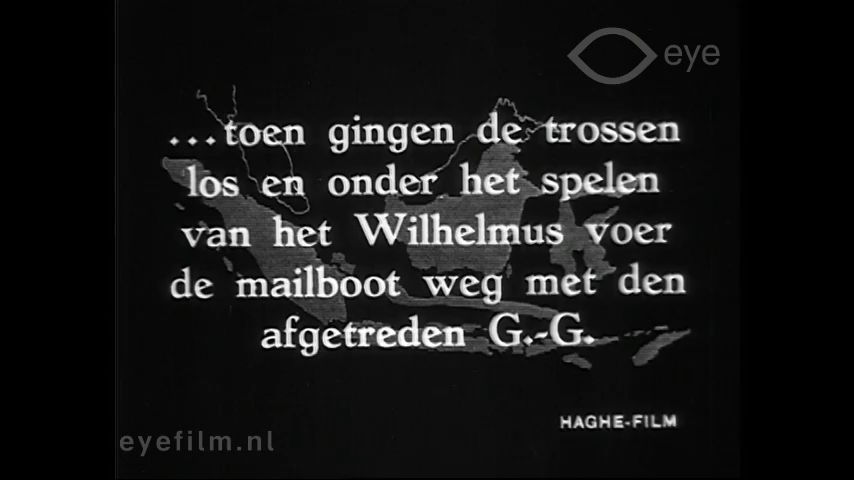 eye
...toen gingen de trossen
los en onder het spelen
van het Wilhelmus voer
de mailboot weg met den
afgetreden G.-G.
HAGHE-FILM
eyefilm.nl